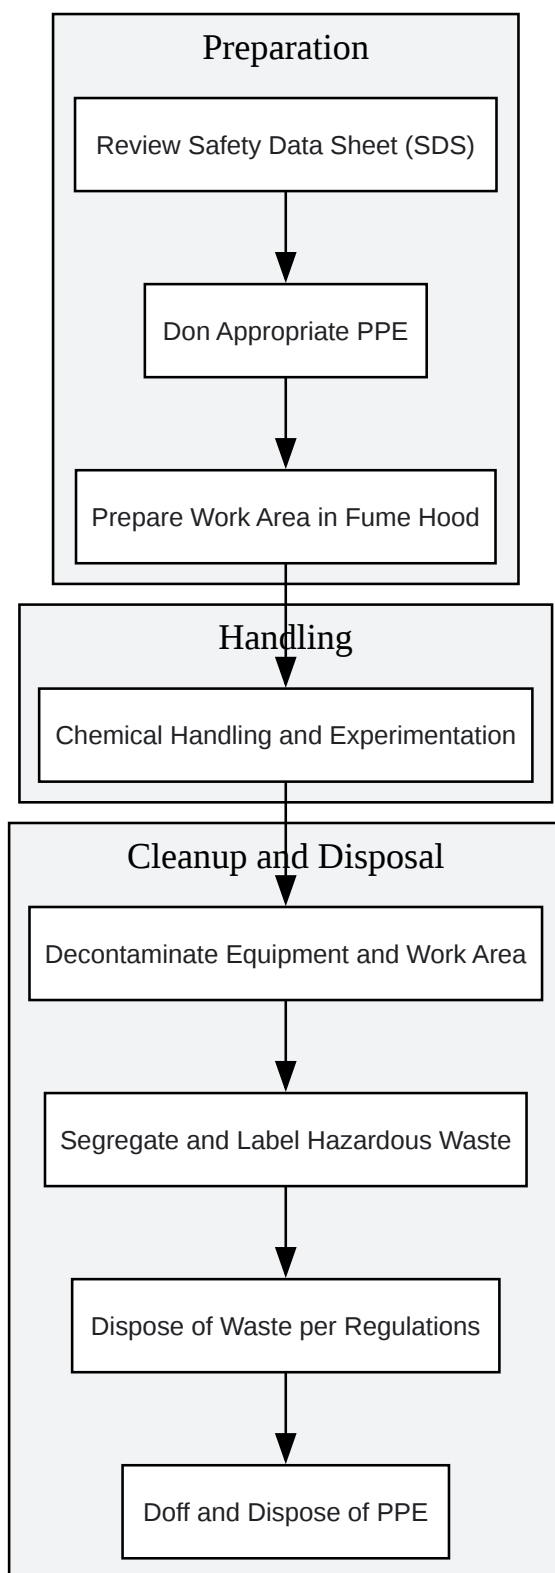 Preparation
Review Safety Data Sheet (SDS)
Don Appropriate PPE
Prepare Work Area in Fume Hood
Handling
Chemical Handling and Experimentation
Cleanup and Disposal
Decontaminate Equipment and Work Area
Segregate and Label Hazardous Waste
Dispose of Waste per Regulations
Doff and Dispose of PPE